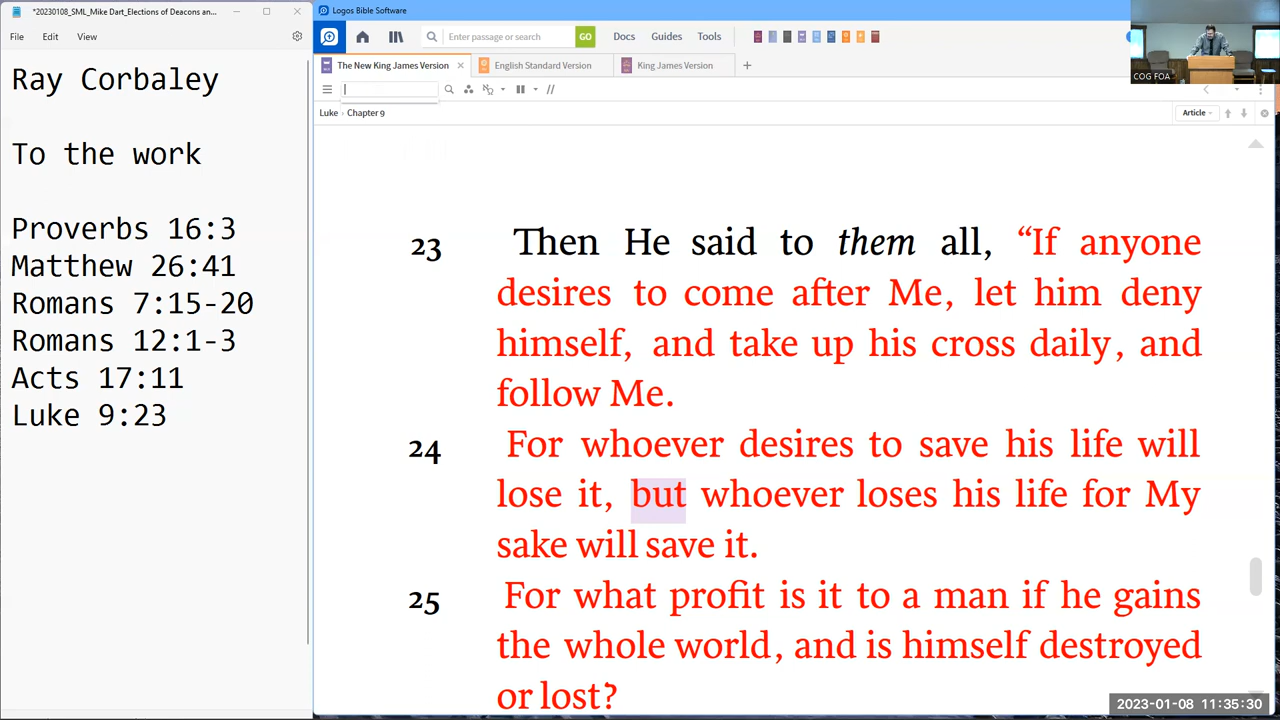 *20230108_SML_Mike Dart_Elections of Deacons an...
File Edit View
Ray Corbaley
To the work
Proverbs 16:3
Matthew 26:41
Romans 7:15-20
Romans 12:1-3
Acts 17:11
Luke 9:23
Logos Bible Software
Enter passage or search GO Docs Guides Tools
The New King James Version English Standard Version King James Version
Luke › Chapter 9 Article
23 Then He said to them all, “If anyone
desires to come after Me, let him deny
himself, and take up his cross daily, and
follow Me.
24 For whoever desires to save his life will
lose it, but whoever loses his life for My
sake will save it.
25 For what profit is it to a man if he gains
the whole world, and is himself destroyed
or lost?
COG FOA
2023-01-08 11:35:30